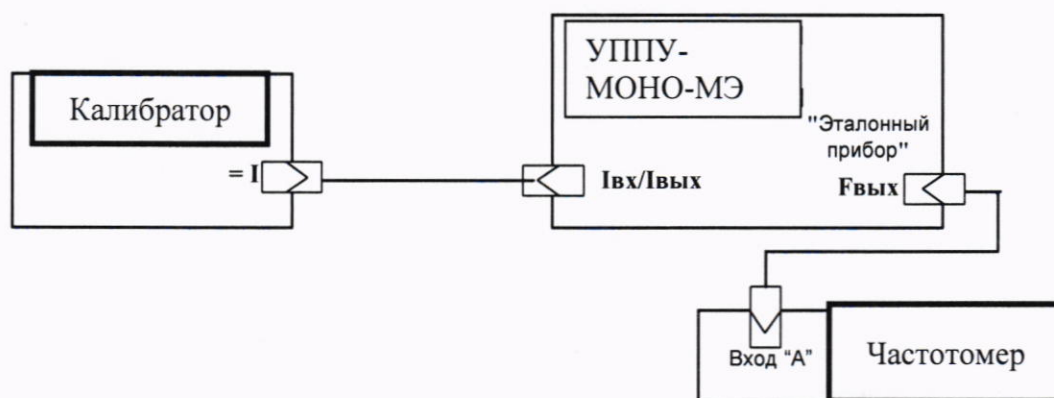 УППУ-
МОНО-МЭ
Калибратор
"Эталонный
прибор"
= I
Iвх/Iвых
Fвых
Вход “А”
Частотомер